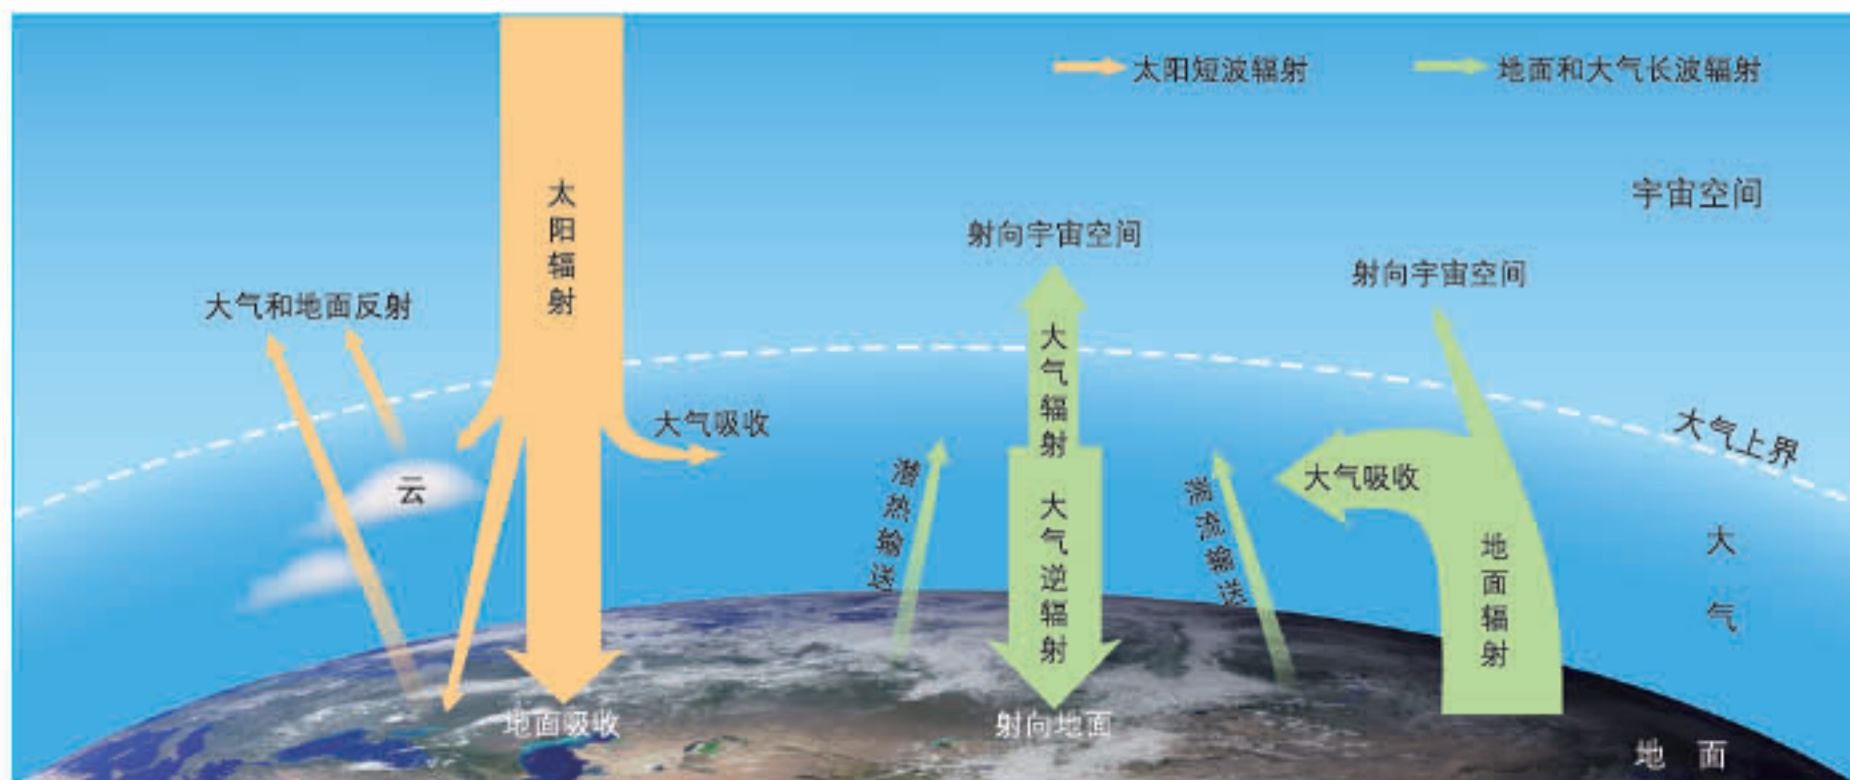 太阳短波辐射
地面和大气长波辐射
宇宙空间
太阳辐射
射向宇宙空间
射向宇宙空间
大气和地面反射
大气辐射
大气吸收
大气上界
云
潜热输送
大气逆辐射
湍流输送
大气吸收
地面辐射
大气
地面吸收
射向地面
地面